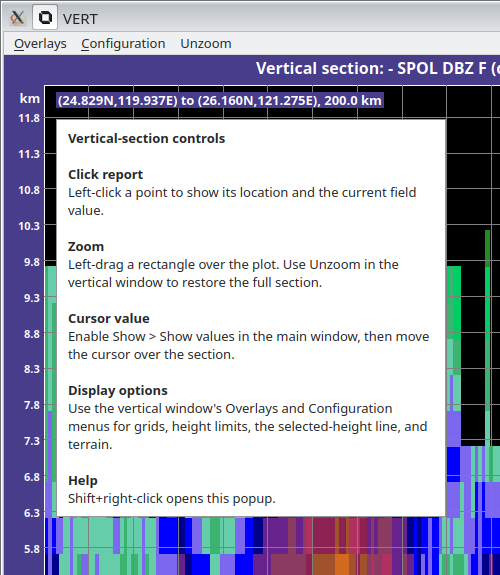 VERT
Overlays Configuration Unzoom
Vertical section: - SPOL DBZ F (
km
(24.829N,119.937E) to (26.160N,121.275E), 200.0 km
11.8
Vertical-section controls
11.3
Click report
Left-click a point to show its location and the current field
10.8
value.
10.3
Zoom
9.8
Left-drag a rectangle over the plot. Use Unzoom in the
vertical window to restore the full section.
9.3
Cursor value
8.8
Enable Show > Show values in the main window, then move
the cursor over the section.
8.3
Display options
7.8
Use the vertical window's Overlays and Configuration
menus for grids, height limits, the selected-height line, and
7.3
terrain.
6.8
Help
Shift+right-click opens this popup.
6.3
5.8